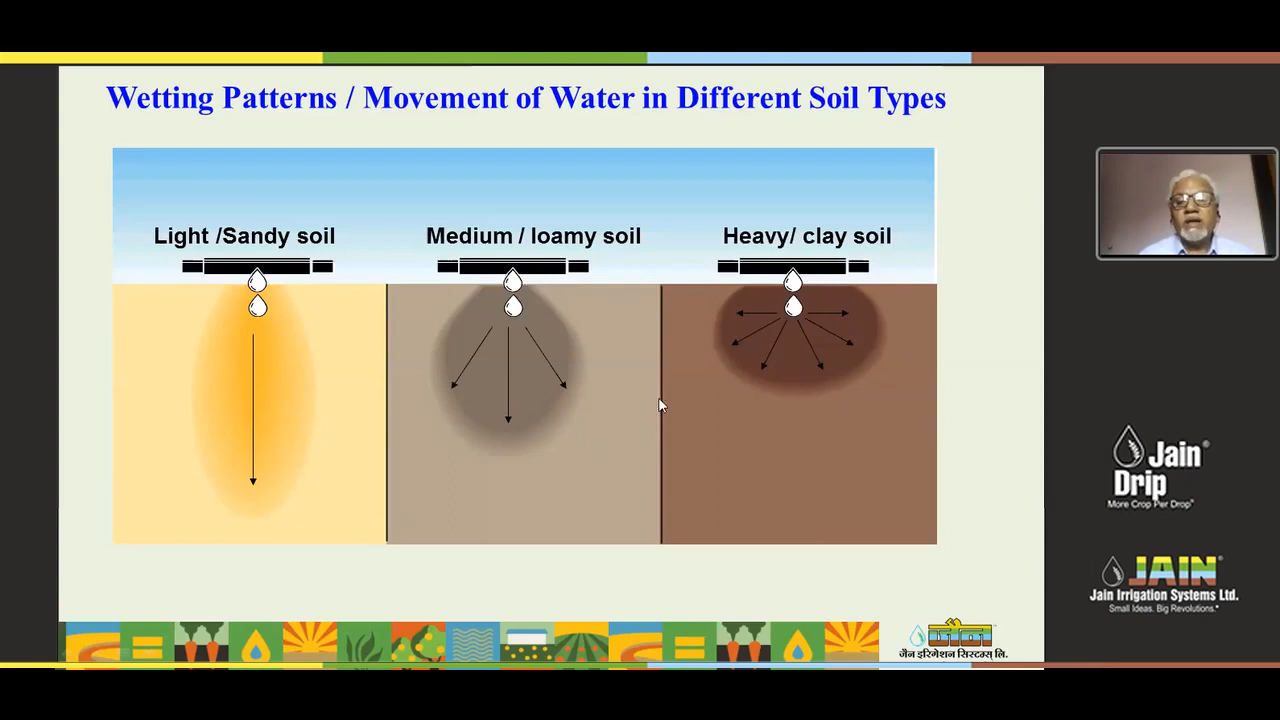 Wetting Patterns / Movement of Water in Different Soil Types
Light /Sandy soil
Medium / loamy soil
Heavy/ clay soil
Jain®
Drip
More Crop Per Drop®
JAIN®
Jain Irrigation Systems Ltd.
Small Ideas. Big Revolutions.®
जैन
जैन इरिगेशन सिस्टम्स् लि.